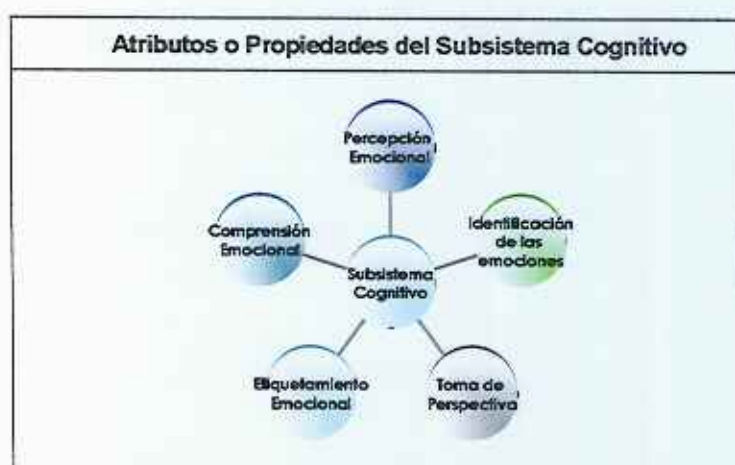 Atributos o Propiedades del Subsistema Cognitivo
Percepción
Emocional
Identificación
de las
emociones
Comprensión
Emocional
Subsistema
Cognitivo
Etiquetamiento
Emocional
Toma de
Perspectiva